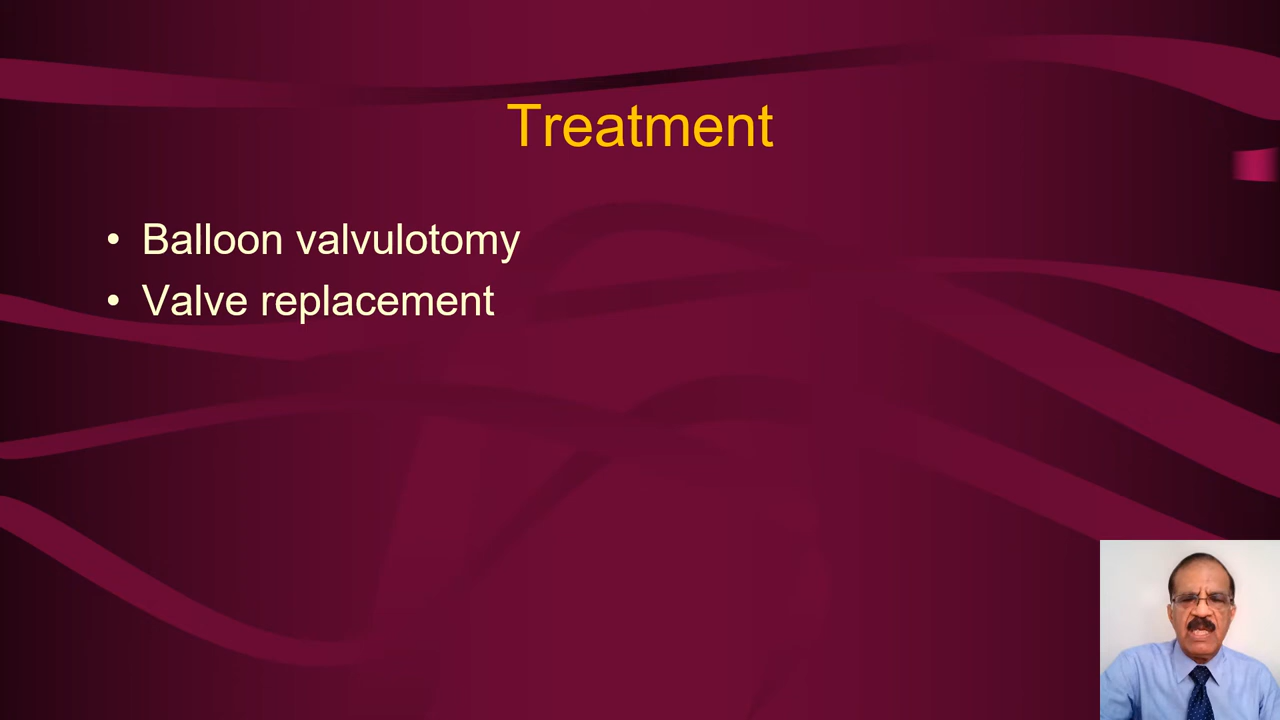 Treatment
• Balloon valvulotomy
• Valve replacement